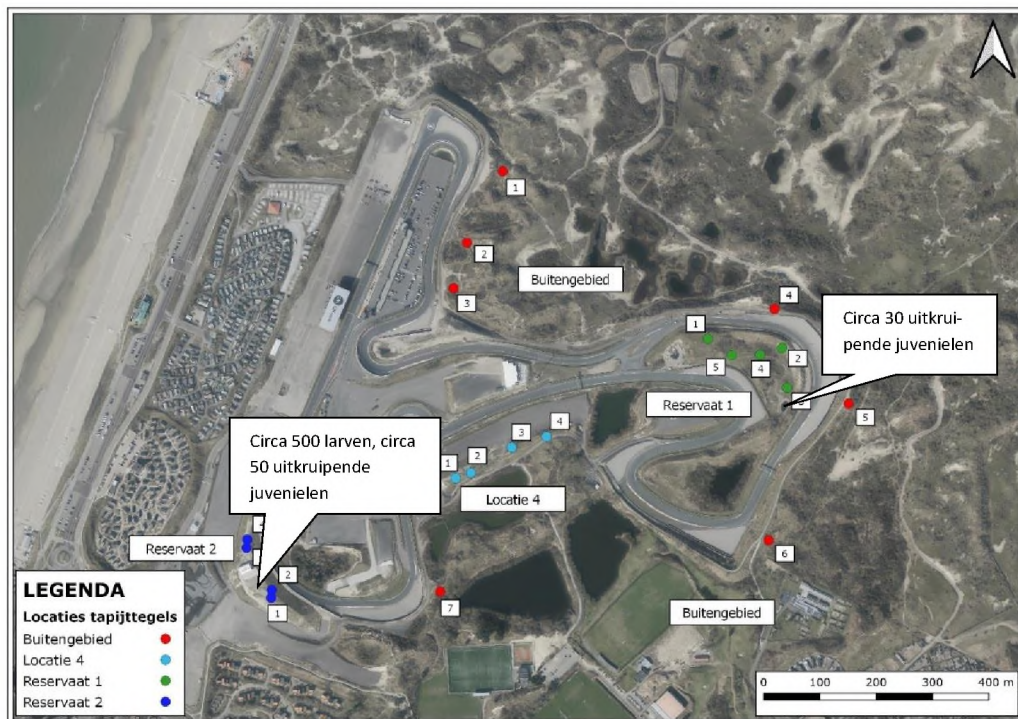 1
2
3
Buitengebied
4
Circa 30 uitkrui-
pende juvenielen
1
2
5
4
5
Reservaat 1
Circa 500 larven, circa
50 uitkruipende
juvenielen
1
2
3
4
Locatie 4
Reservaat 2
2
1
6
7
Buitengebied
LEGENDA
Locaties tapijttegels
Buitengebied
Locatie 4
Reservaat 1
Reservaat 2
0 100 200 300 400 m